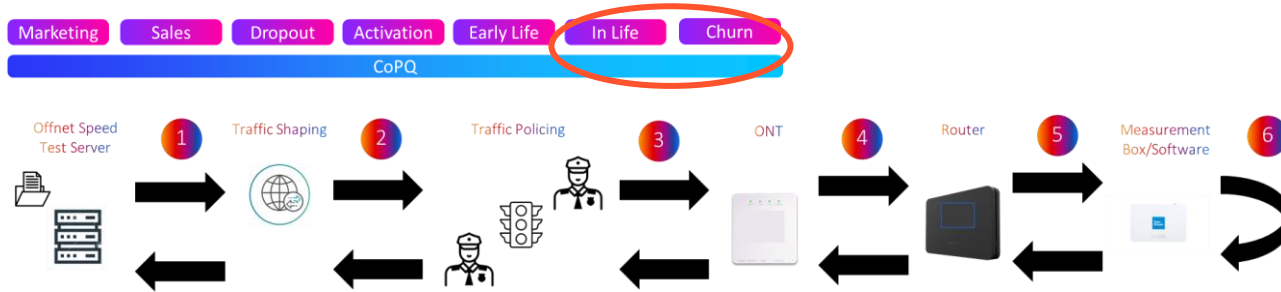 Marketing
Sales
Dropout
Activation
Early Life
In Life
Churn
CoPQ
Offnet Speed
Test Server
1
Traffic Shaping
2
Traffic Policing
3
ONT
4
Router
5
Measurement
Box/Software
6